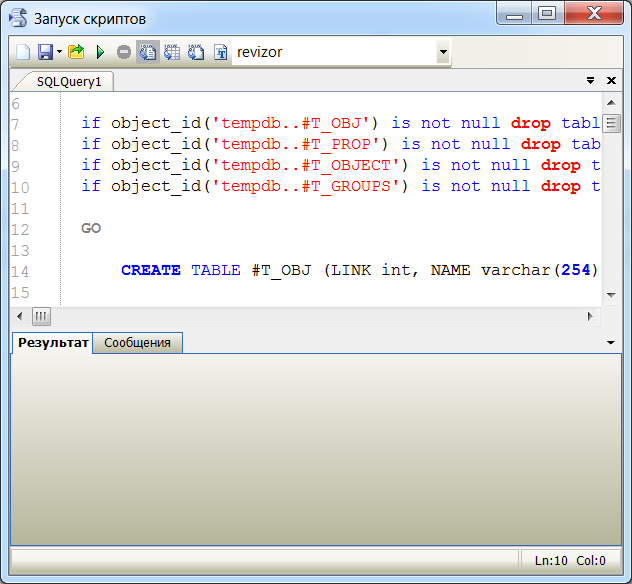 Запуск скриптов
revizor
SQLQuery1
6
7 if object_id('tempdb..#T_OBJ') is not null drop tabl
8 if object_id('tempdb..#T_PROP') is not null drop tab
9 if object_id('tempdb..#T_OBJECT') is not null drop t
10 if object_id('tempdb..#T_GROUPS') is not null drop t
11
12 GO
13
14 CREATE TABLE #T_OBJ (LINK int, NAME varchar(254)
15
Результат Сообщения
Ln:10 Col:0